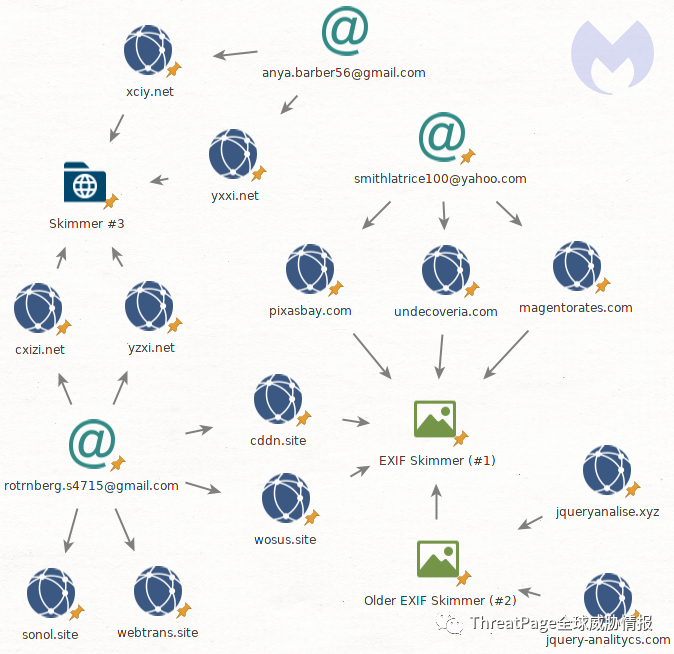 anya.barber56@gmail.com
xciy.net
smithlatrice100@yahoo.com
yxxi.net
Skimmer #3
pixasbay.com
undecoveria.com
magentorates.com
cxizi.net
yzxi.net
cddn.site
EXIF Skimmer (#1)
rotrnberg.s4715@gmail.com
jqueryanalise.xyz
wosus.site
Older EXIF Skimmer (#2)
ThreatPage全球威胁情报
sonol.site
webtrans.site
jquery-analitycs.com